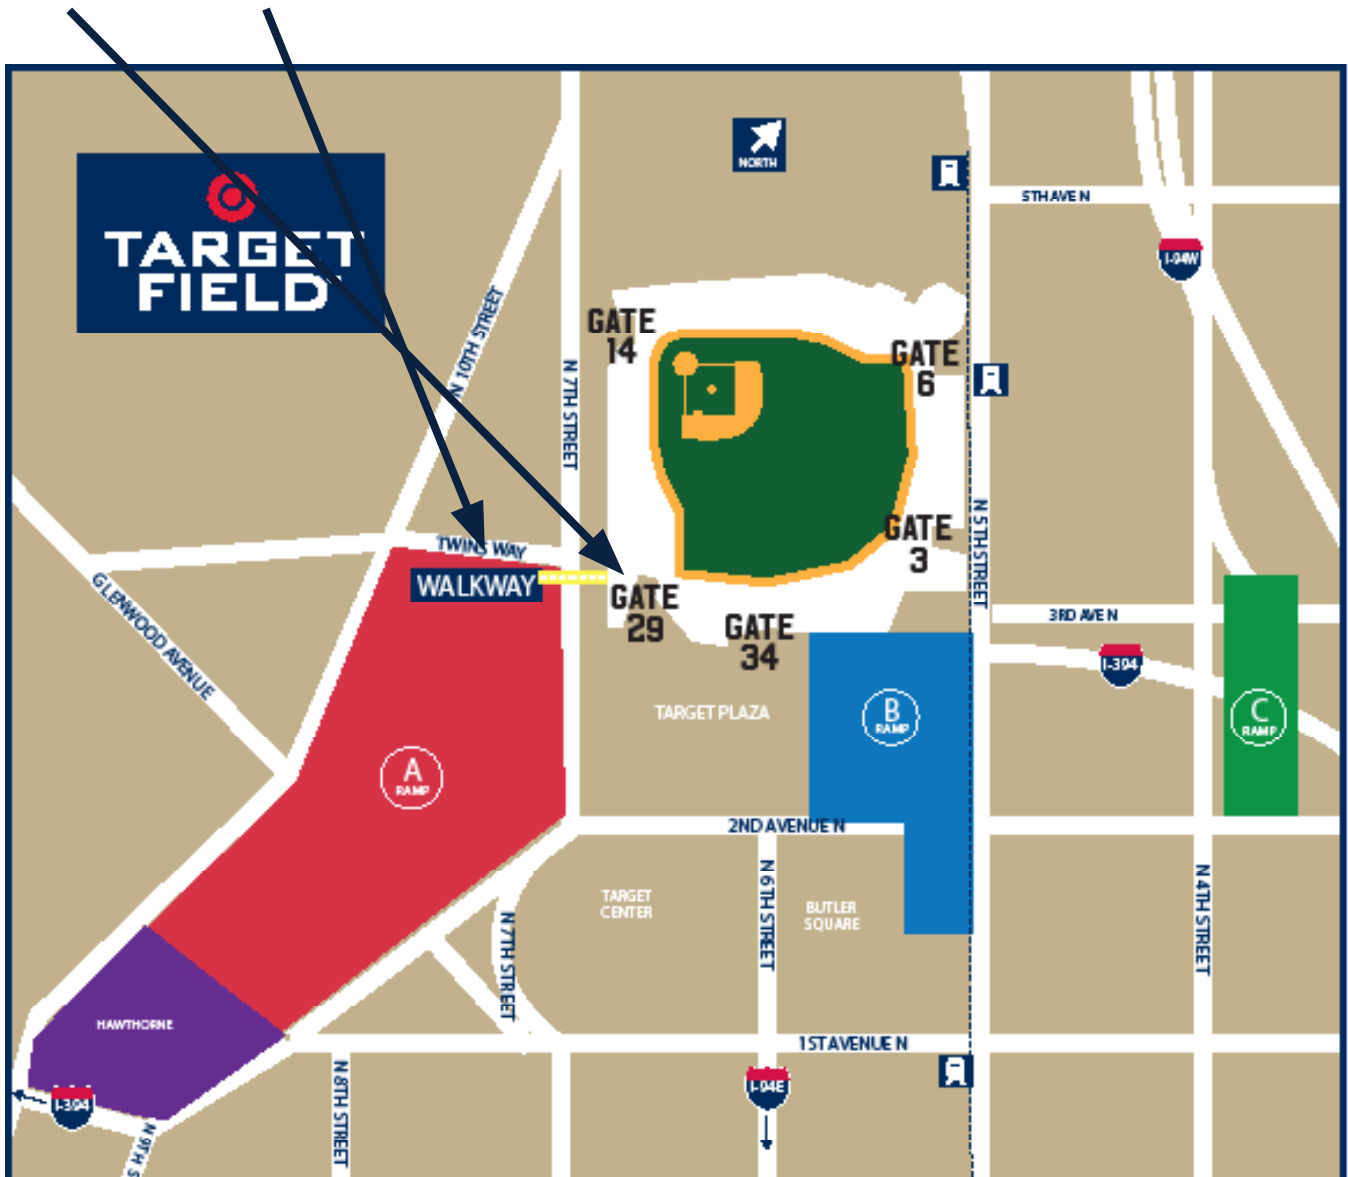 NORTH
5TH AVE N
TARGET
FIELD
I-94W
N 10TH STREET
GATE
14
GATE
6
N 7TH STREET
GATE
3
N 5TH STREET
TWINS WAY
WALKWAY
GATE
29
GATE
34
3RD AVE N
I-394
GLENWOOD AVENUE
TARGET PLAZA
B
RAMP
C
RAMP
A
RAMP
2ND AVENUE N
TARGET
CENTER
BUTLER
SQUARE
N 6TH STREET
N 4TH STREET
N 7TH STREET
HAWTHORNE
1ST AVENUE N
I-94E
I-394
N 8TH STREET
N 9TH S